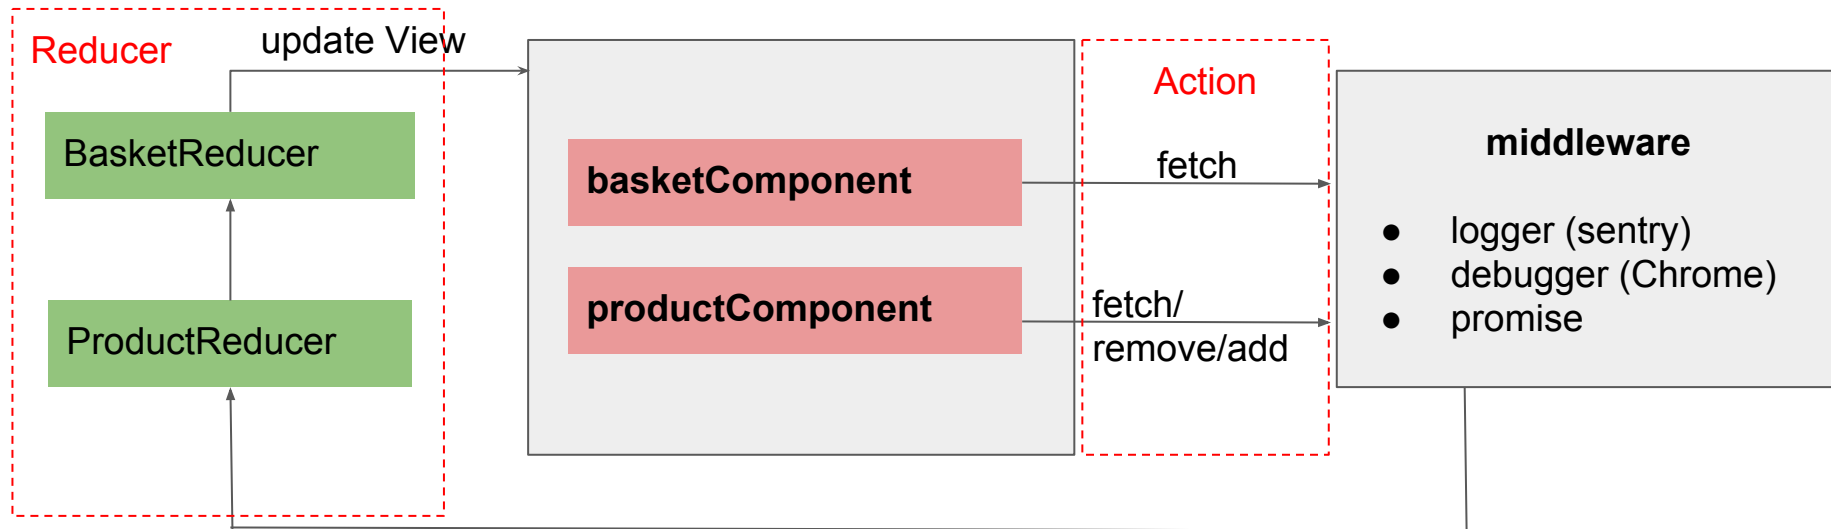 Reducer
update View
BasketReducer
ProductReducer
basketComponent
productComponent
Action
fetch
fetch/
remove/add
middleware
● logger (sentry)
● debugger (Chrome)
● promise